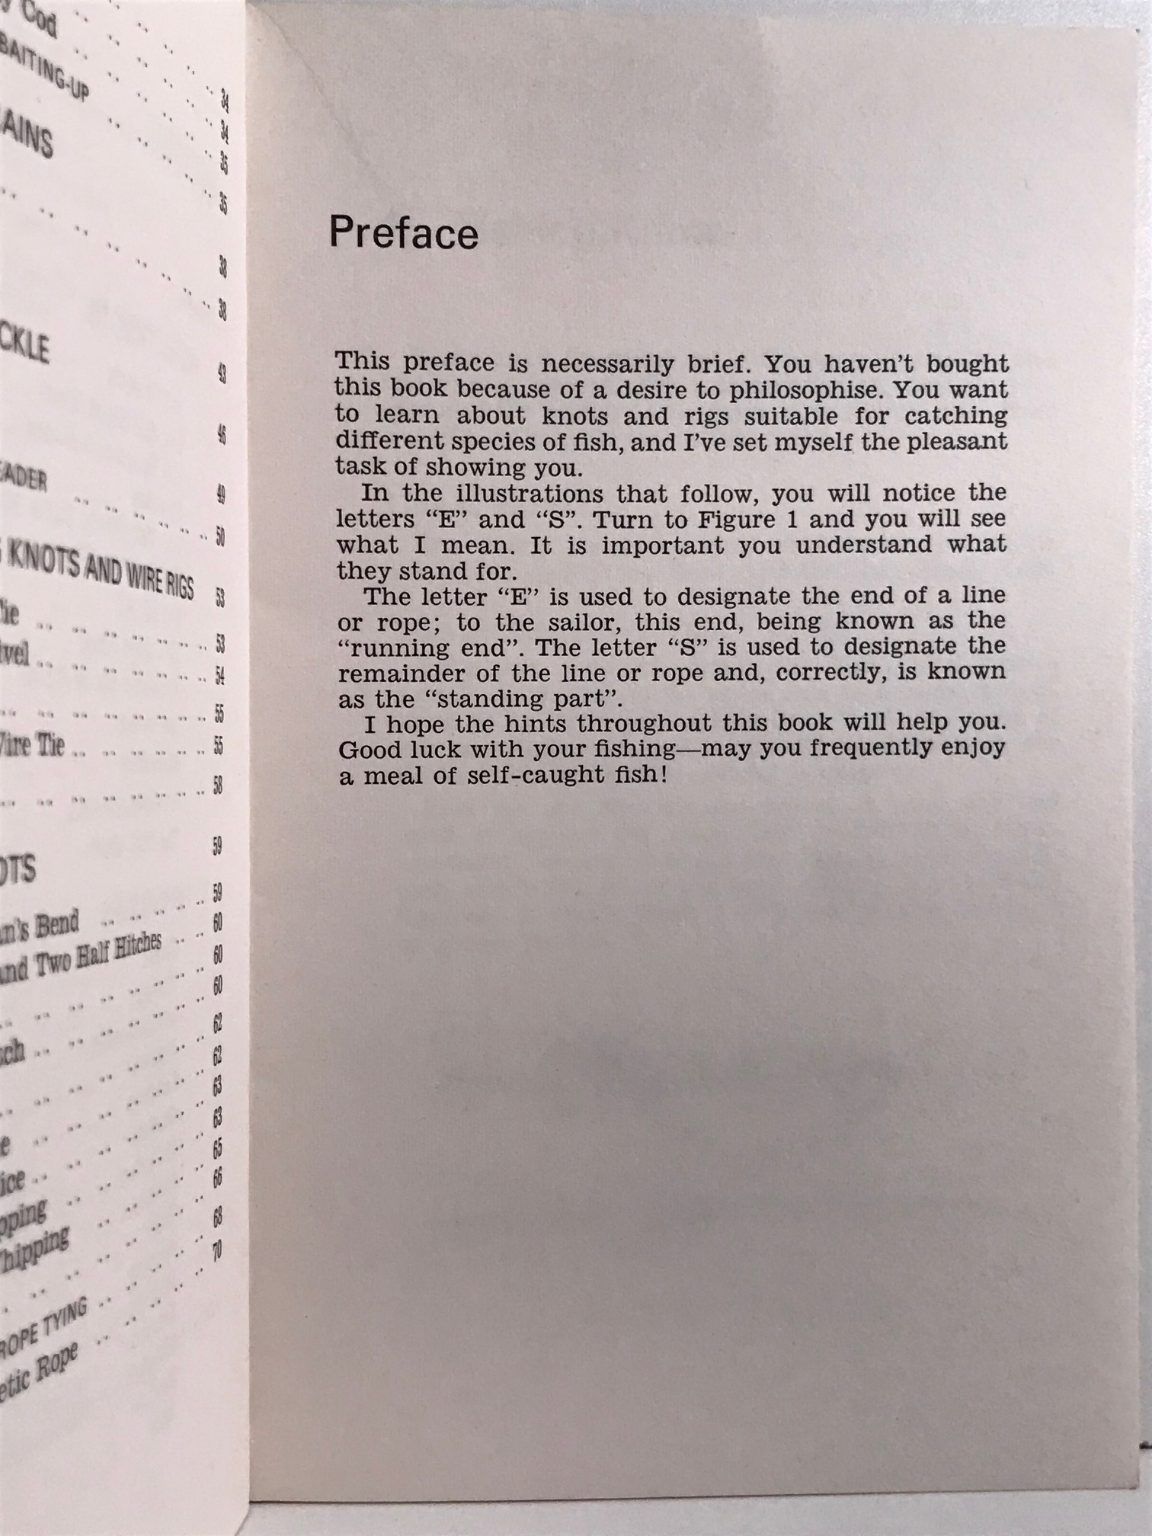 Cod
BAITING-UP
34
34
35
35
38
38
43
46
49
50
KNOTS AND WIRE RIGS
53
53
54
55
Tie
55
58
59
59
Bend
60
and Two Half Hitches
60
60
62
62
63
63
65
66
68
70
ROPE TYING
Rope
Preface
This preface is necessarily brief. You haven't bought
this book because of a desire to philosophise. You want
to learn about knots and rigs suitable for catching
different species of fish, and I've set myself the pleasant
task of showing you.
In the illustrations that follow, you will notice the
letters “E” and “S”. Turn to Figure 1 and you will see
what I mean. It is important you understand what
they stand for.
The letter “E” is used to designate the end of a line
or rope; to the sailor, this end, being known as the
“running end”. The letter “S” is used to designate the
remainder of the line or rope and, correctly, is known
as the “standing part”.
I hope the hints throughout this book will help you.
Good luck with your fishing—may you frequently enjoy
a meal of self-caught fish!